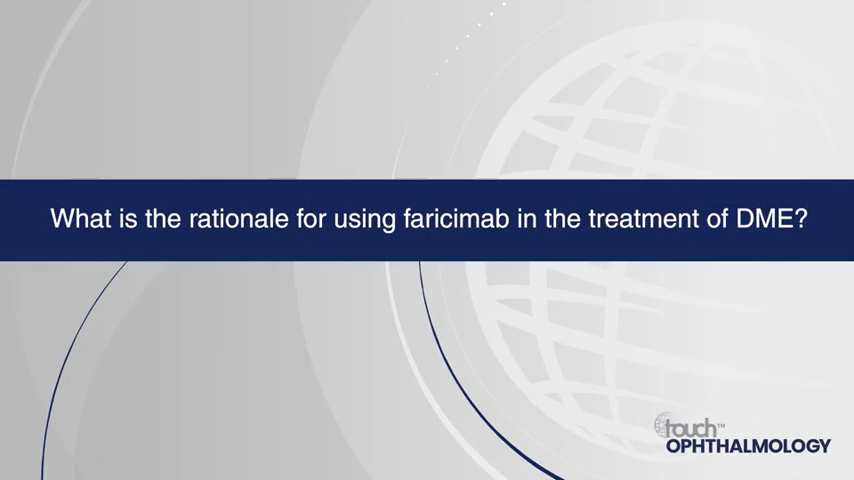 What is the rationale for using faricimab in the treatment of DME?
touch™
OPHTHALMOLOGY